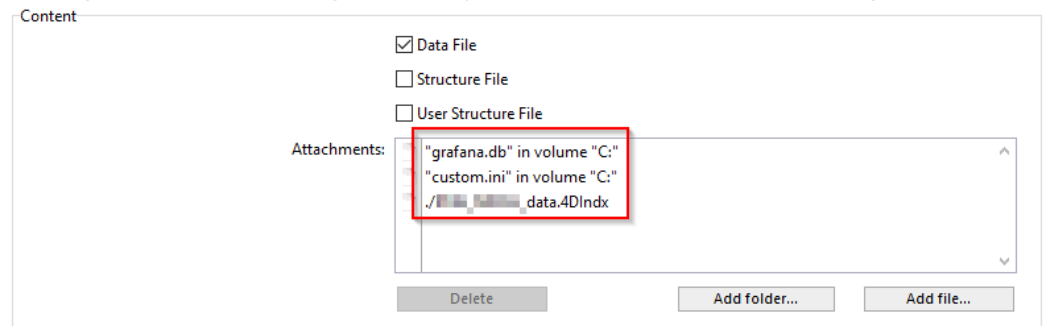 Content
Data File
Structure File
User Structure File
Attachments:
"grafana.db" in volume "C:"
"custom.ini" in volume "C:"
./ _data.4DIndx
Delete
Add folder...
Add file...